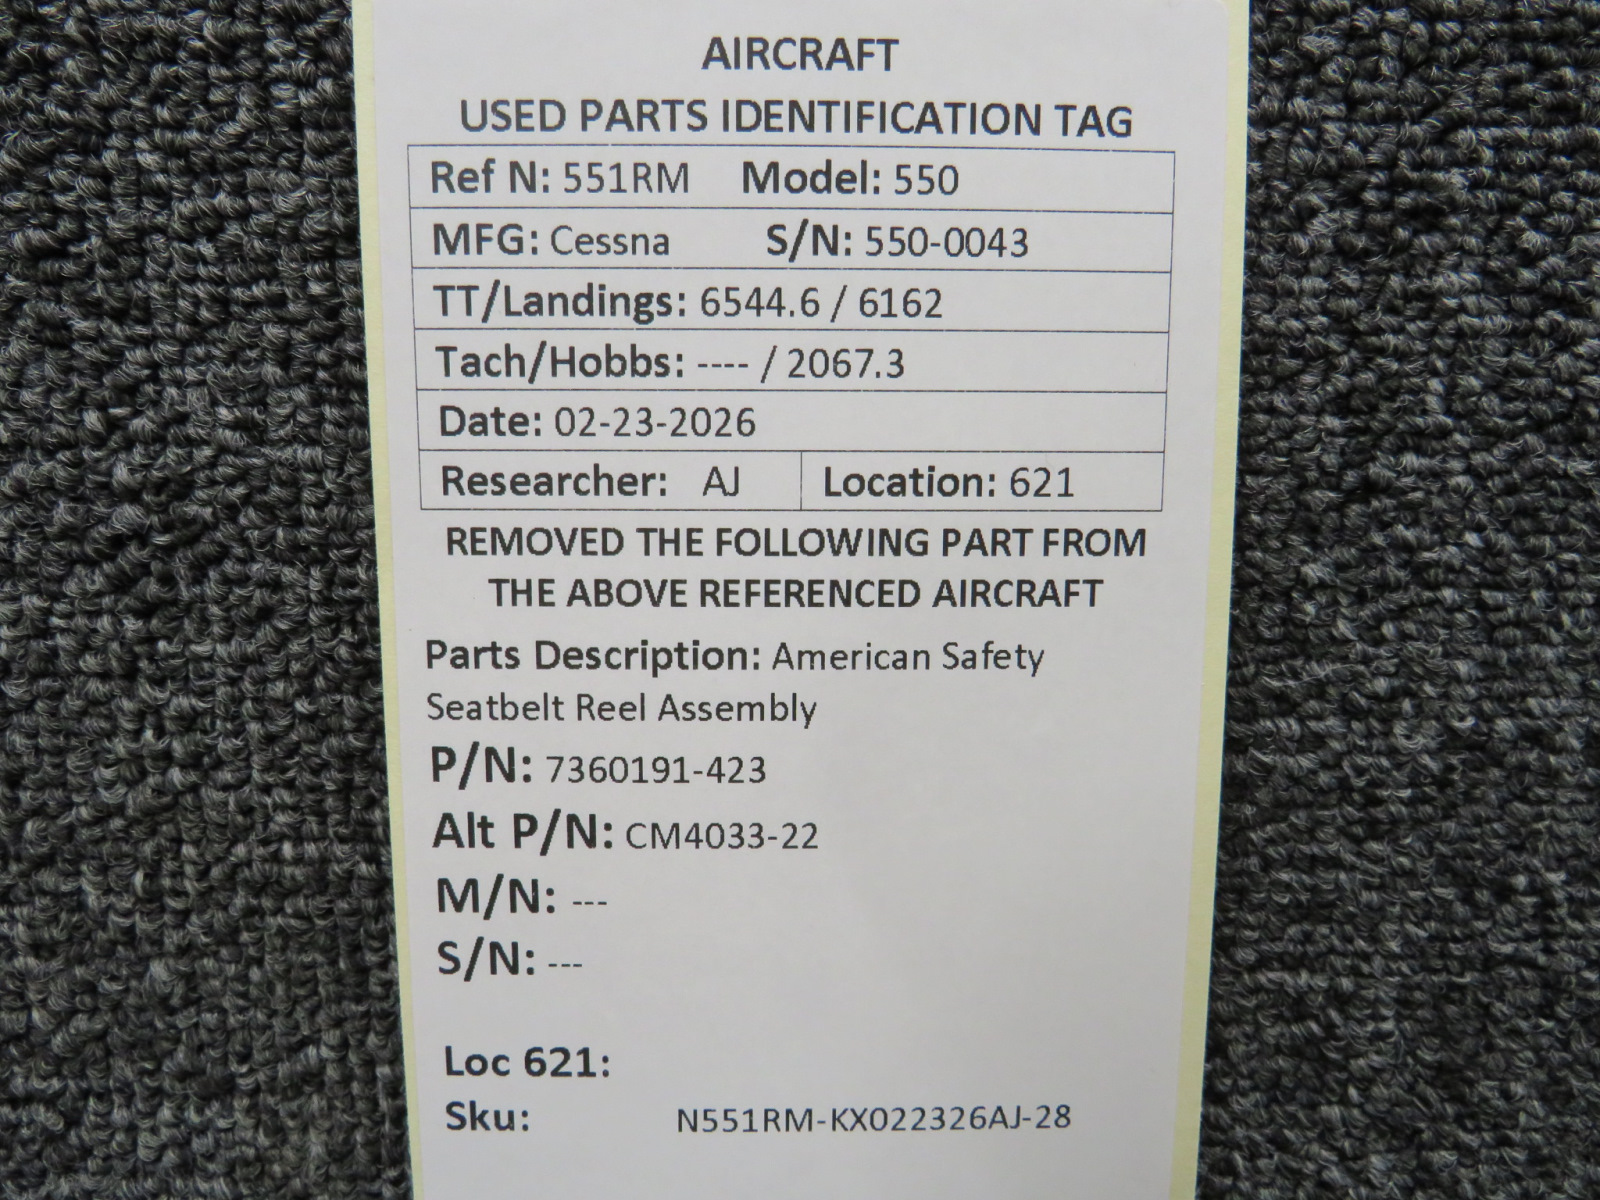 AIRCRAFT
USED PARTS IDENTIFICATION TAG
Ref N: 551RM Model: 550
MFG: Cessna S/N: 550-0043
TT/Landings: 6544.6 / 6162
Tach/Hobbs: ---- / 2067.3
Date: 02-23-2026
Researcher: AJ Location: 621
REMOVED THE FOLLOWING PART FROM
THE ABOVE REFERENCED AIRCRAFT
Parts Description: American Safety
Seatbelt Reel Assembly
P/N: 7360191-423
Alt P/N: CM4033-22
M/N: ---
S/N: ---
Loc 621:
Sku: N551RM-KX022326AJ-28